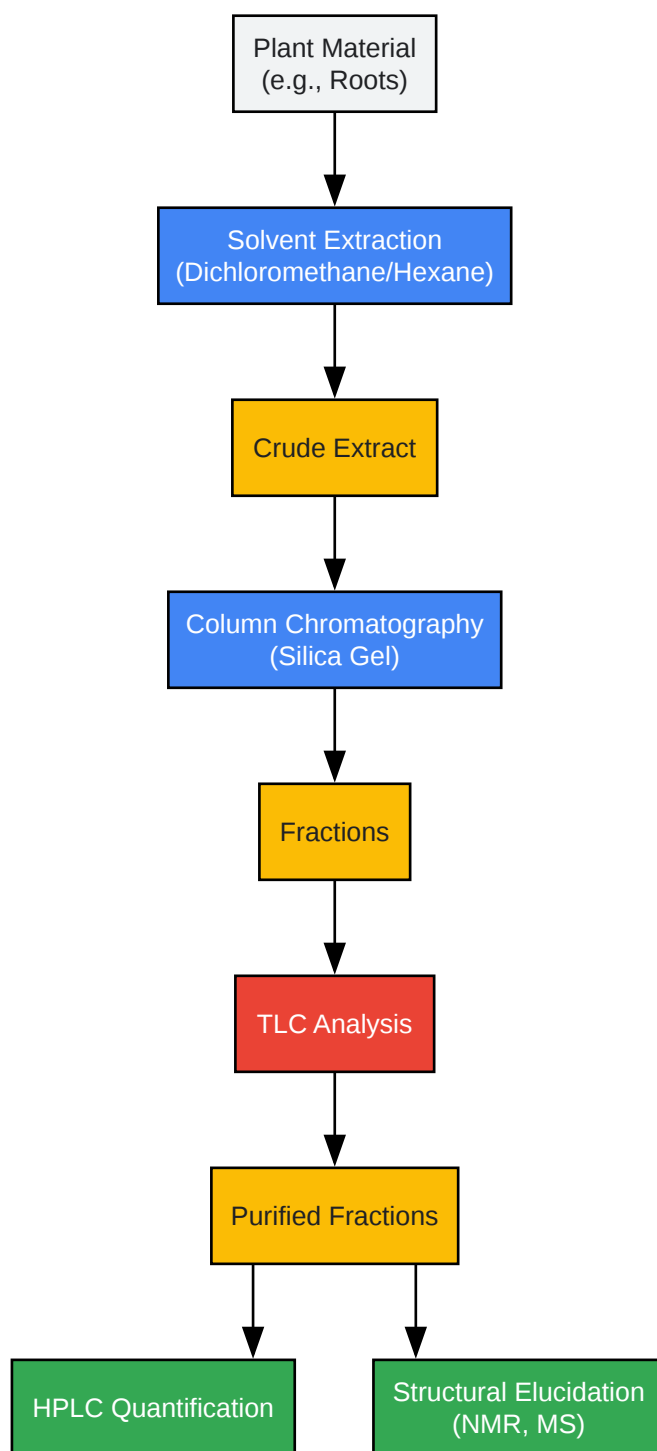 Plant Material
(e.g., Roots)
Solvent Extraction
(Dichloromethane/Hexane)
Crude Extract
Column Chromatography
(Silica Gel)
Fractions
TLC Analysis
Purified Fractions
HPLC Quantification
Structural Elucidation
(NMR, MS)